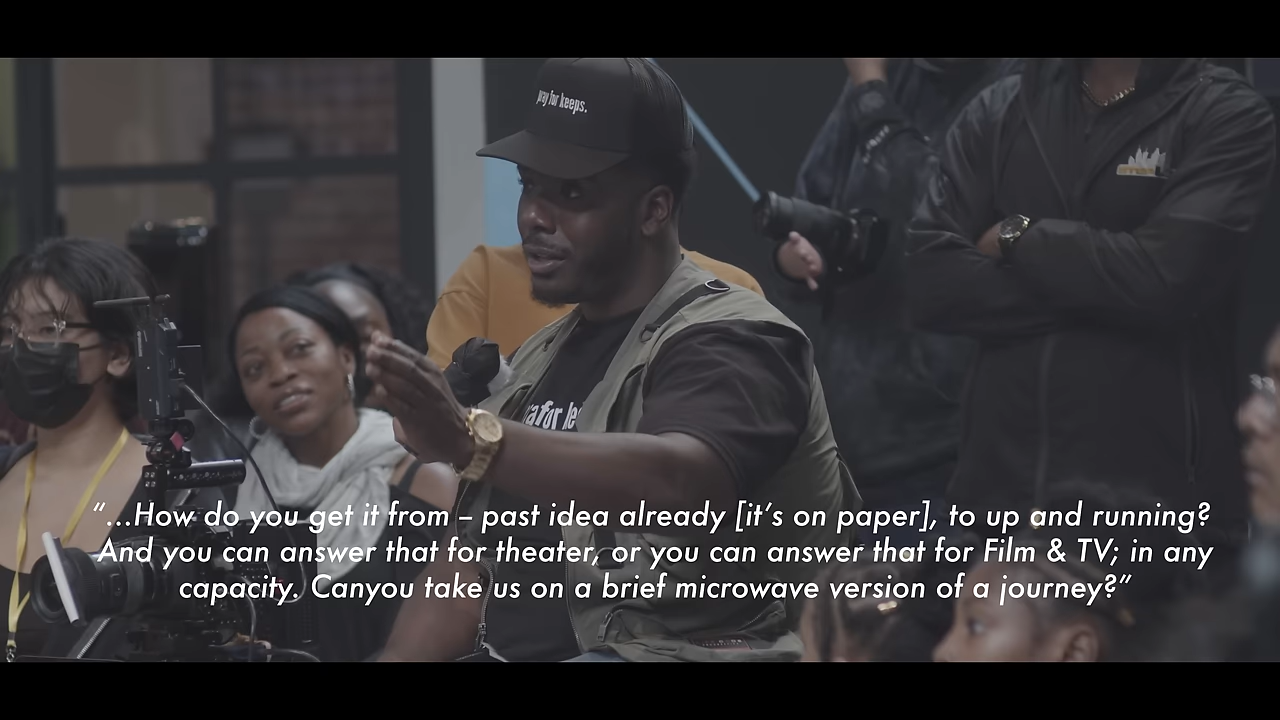 pray for keeps.
“...How do you get it from – past idea already [it’s on paper], to up and running?
And you can answer that for theater, or you can answer that for Film & TV; in any
capacity. Canyou take us on a brief microwave version of a journey?”